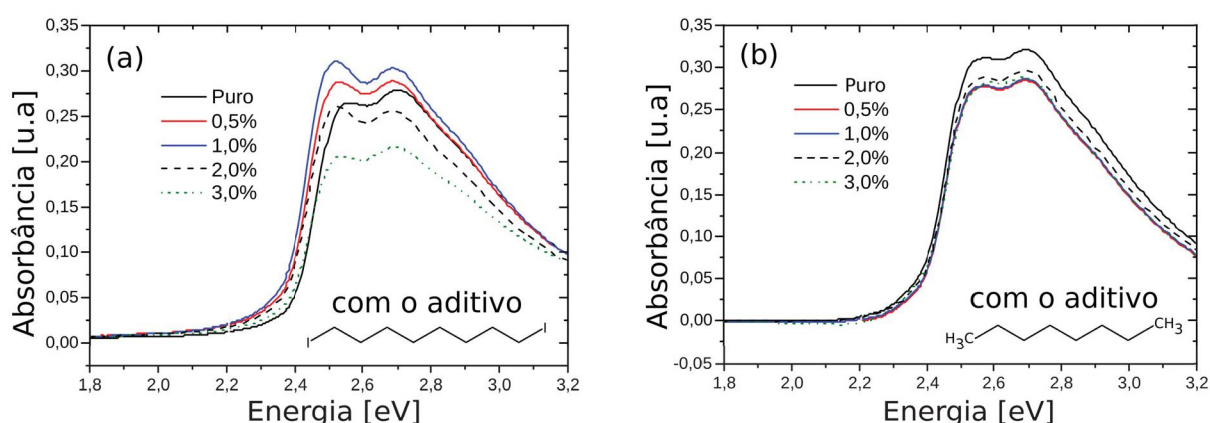 (a)
Absorbância [u.a]
0,35
0,30
0,25
0,20
0,15
0,10
0,05
0,00
Puro
0,5%
1,0%
2,0%
3,0%
com o aditivo
I
I
1,8
2,0
2,2
2,4
2,6
2,8
3,0
3,2
Energia [eV]
(b)
Absorbância [u.a]
0,35
0,30
0,25
0,20
0,15
0,10
0,05
0,00
-0,05
Puro
0,5%
1,0%
2,0%
3,0%
com o aditivo
H₃C
CH₃
1,8
2,0
2,2
2,4
2,6
2,8
3,0
3,2
Energia [eV]